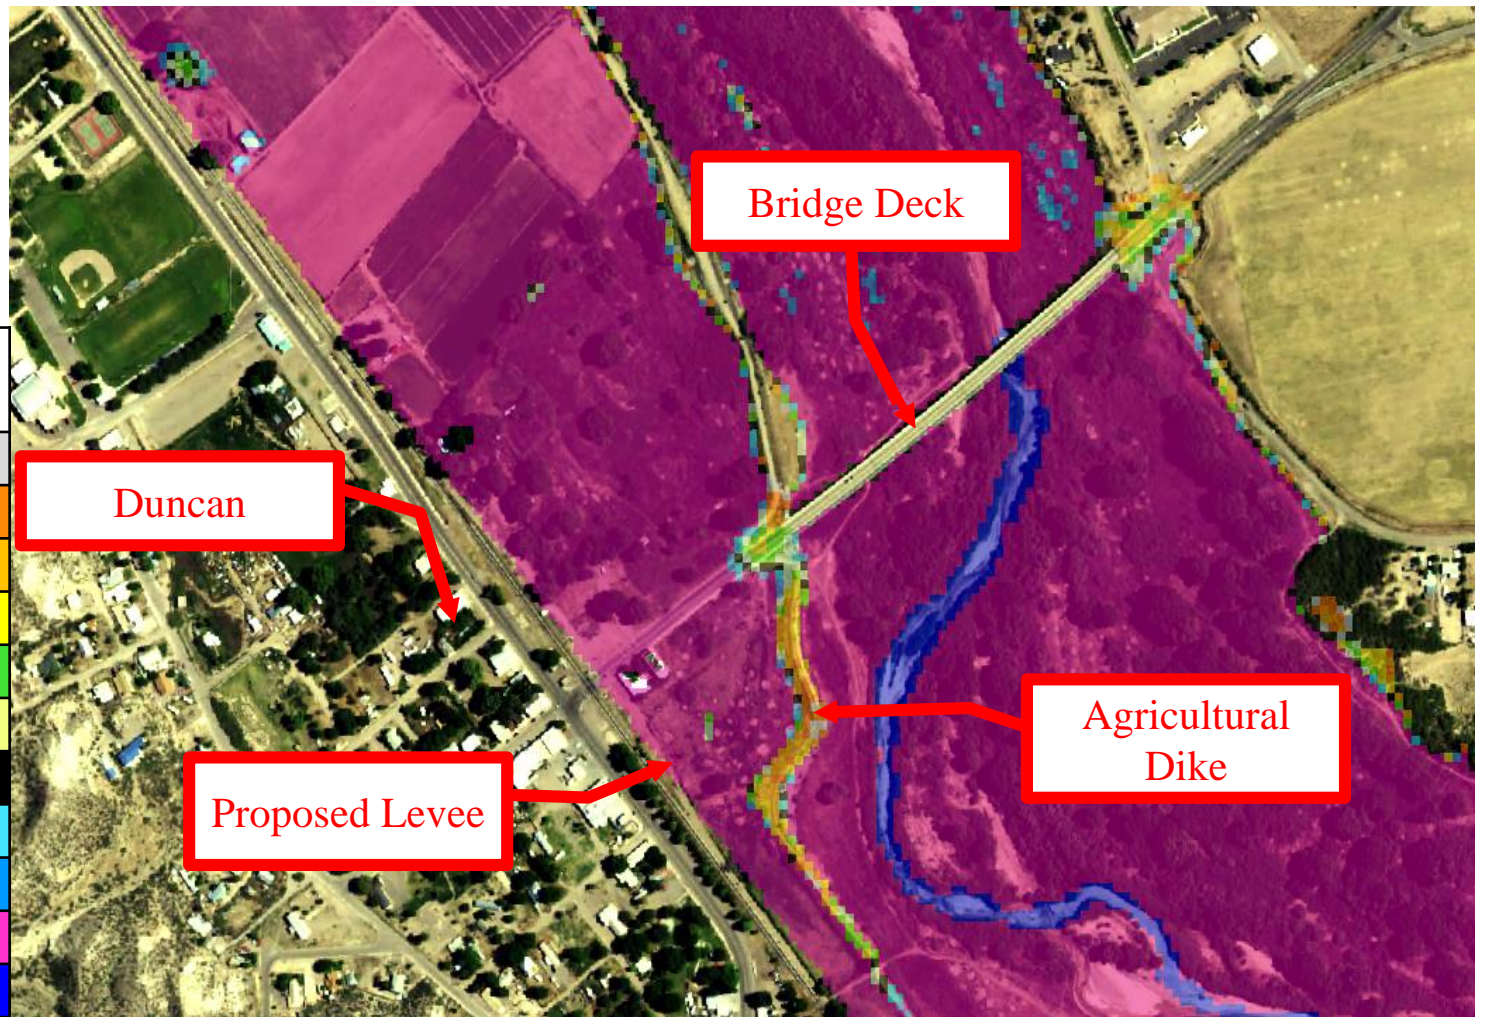 Bridge Deck
Duncan
Agricultural
Dike
Proposed Levee